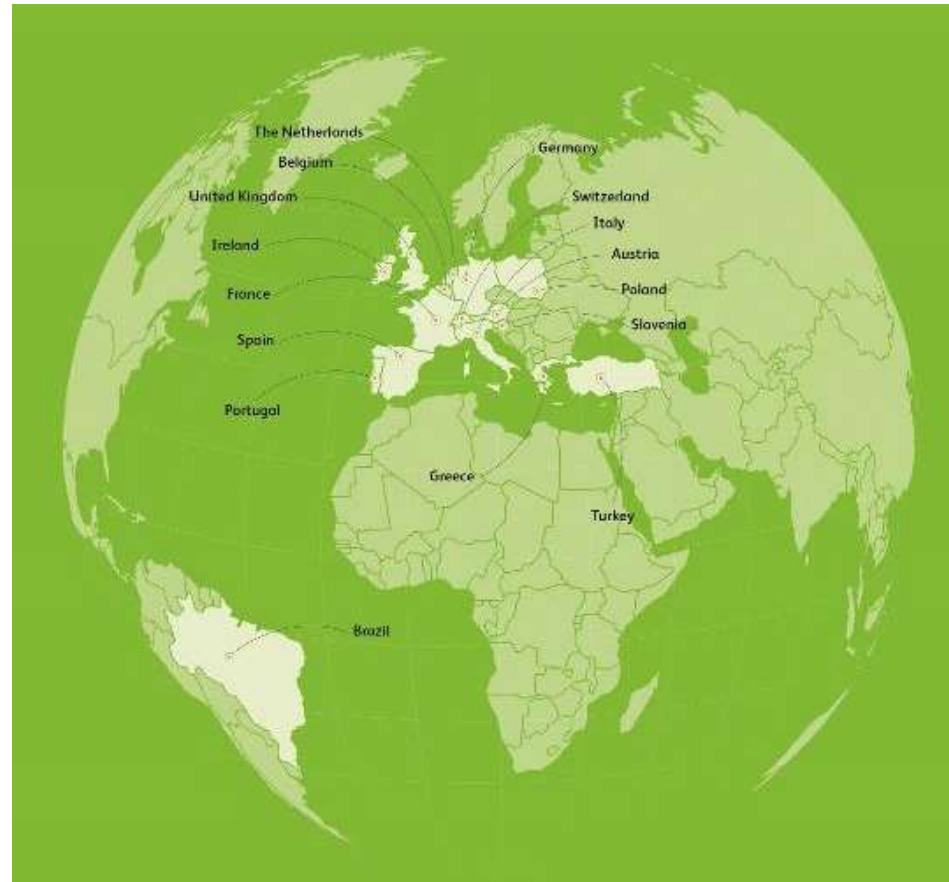 The Netherlands
Belgium
United Kingdom
Ireland
France
Spain
Portugal
Germany
Switzerland
Italy
Austria
Poland
Slovenia
Greece
Turkey
Brazil